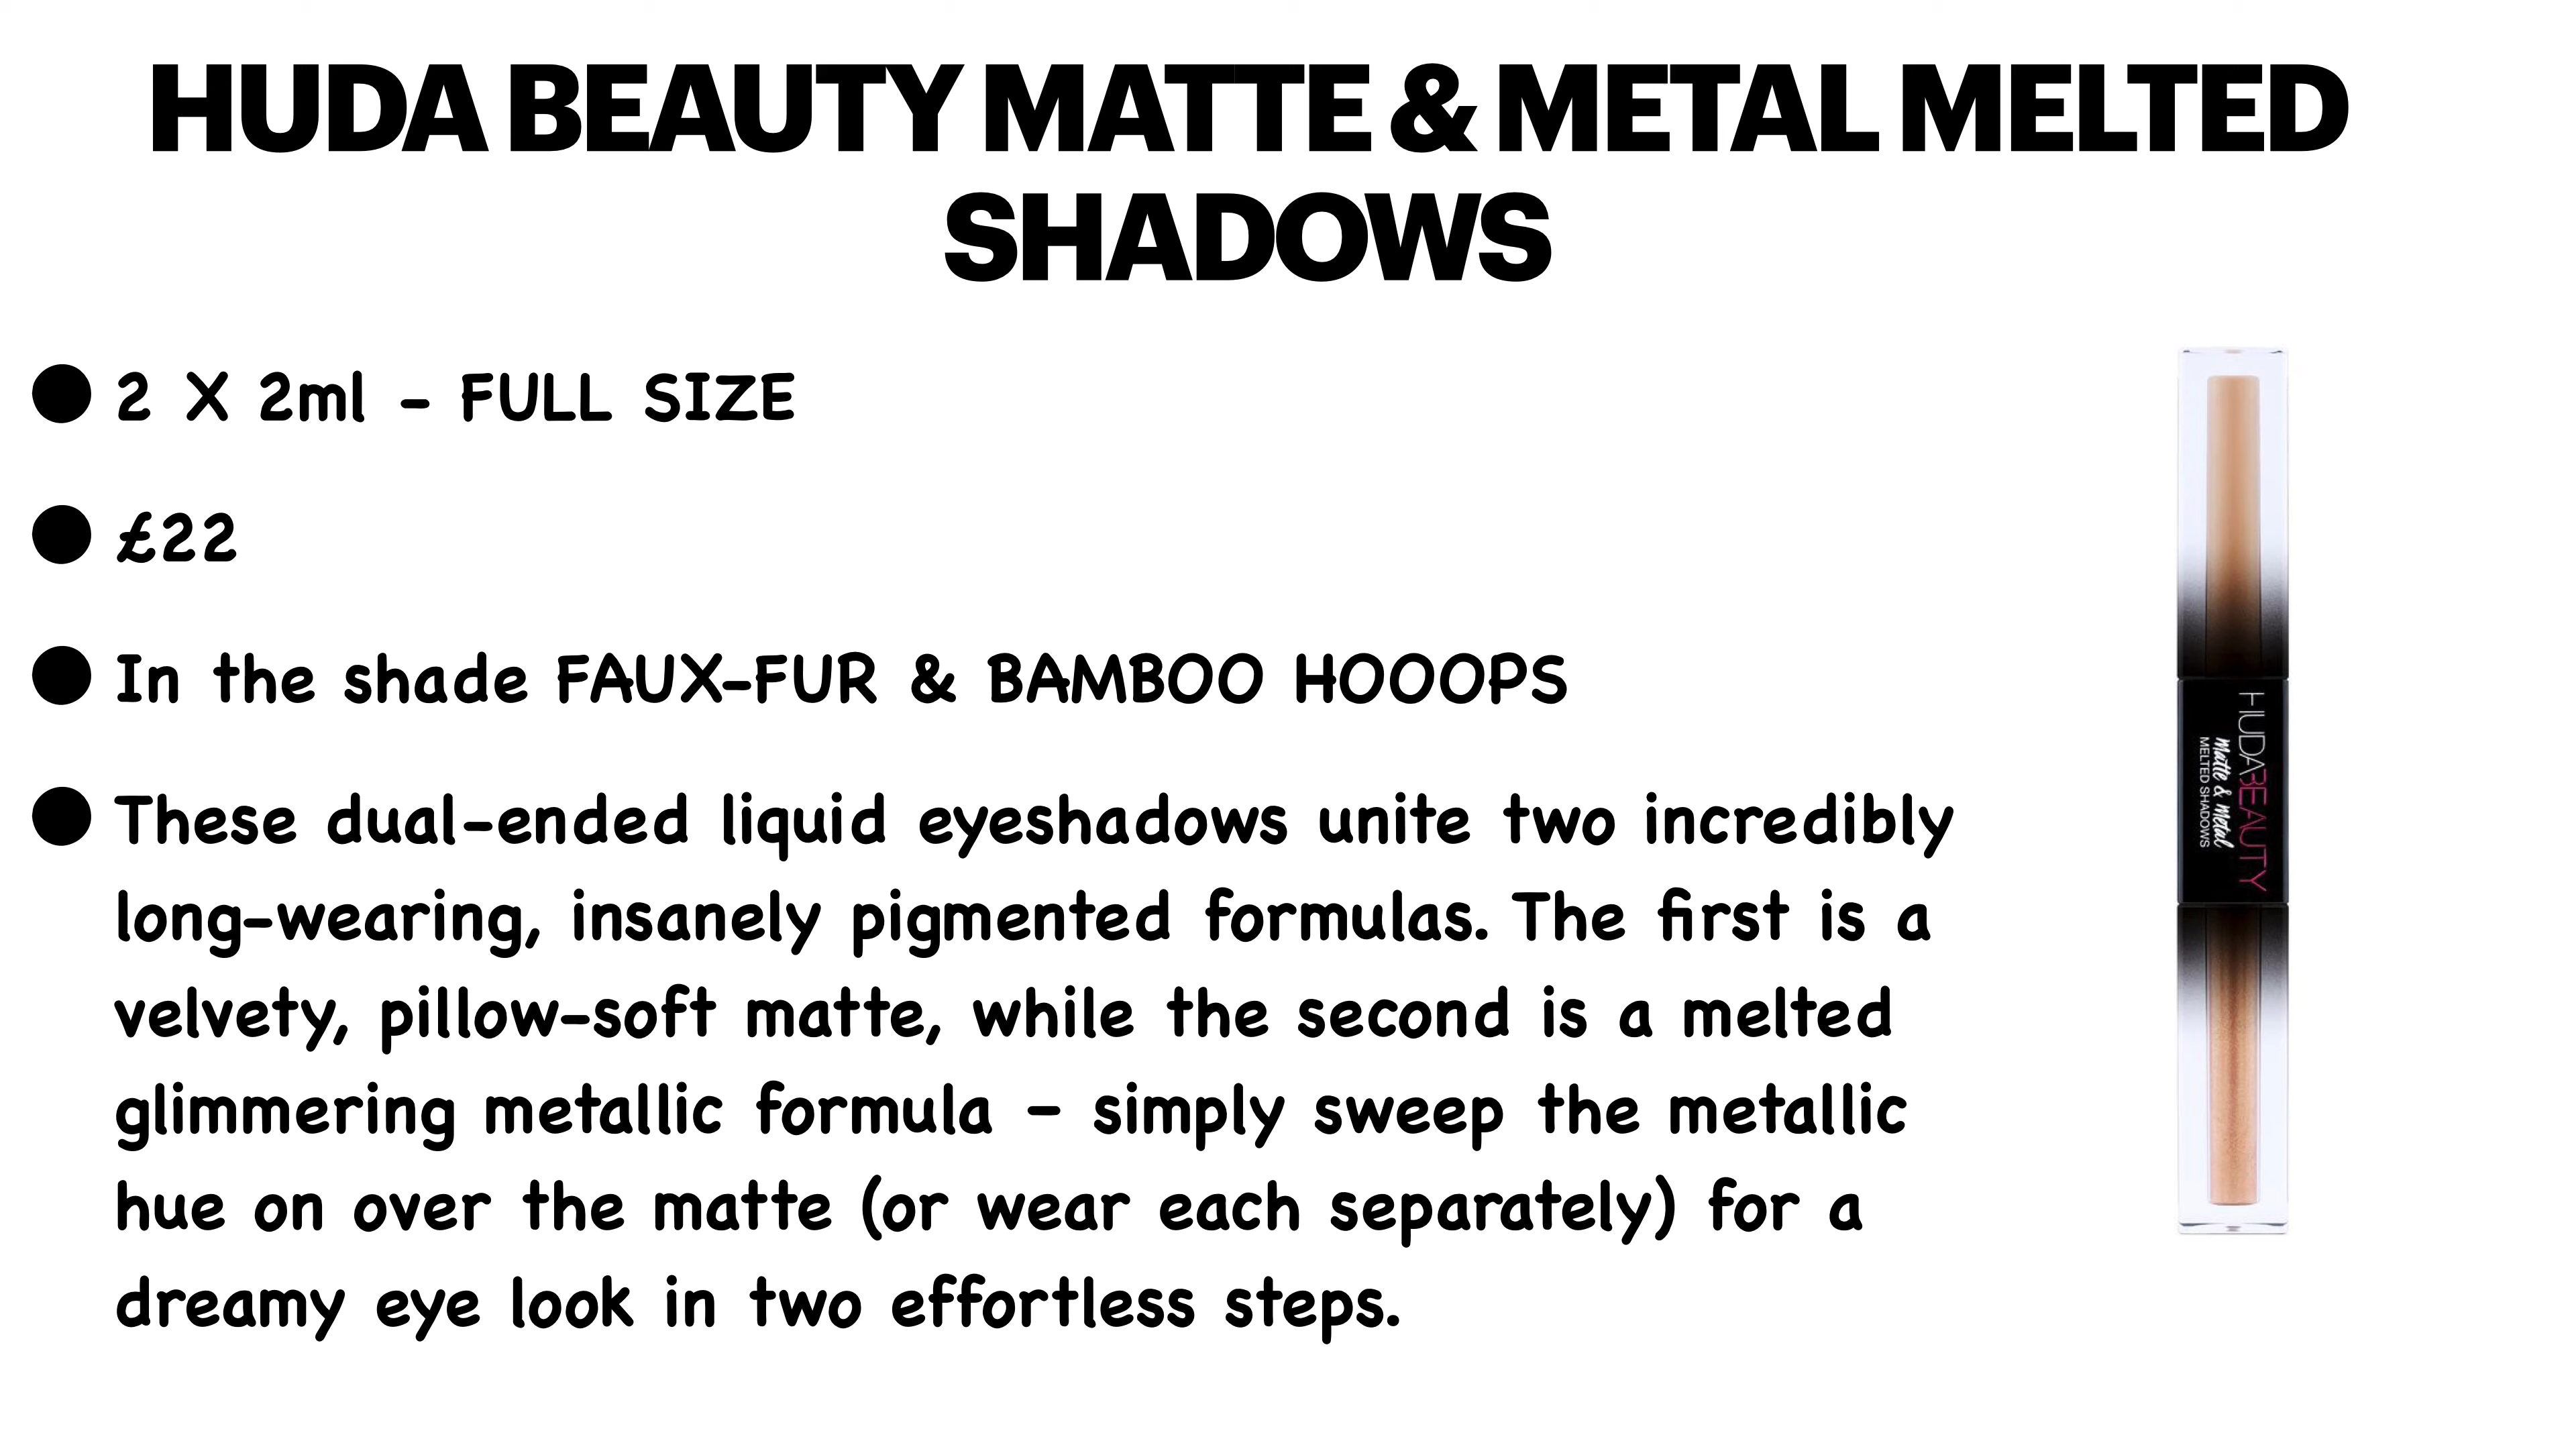 HUDA BEAUTY MATTE & METAL MELTED
SHADOWS
2 X 2ml - FULL SIZE
£22
In the shade FAUX-FUR & BAMBOO HOOOPS
These dual-ended liquid eyeshadows unite two incredibly
long-wearing, insanely pigmented formulas. The first is a
velvety, pillow-soft matte, while the second is a melted
glimmering metallic formula – simply sweep the metallic
hue on over the matte (or wear each separately) for a
dreamy eye look in two effortless steps.
HUDABEAUTY
Matte & Metal
MELTED SHADOWS